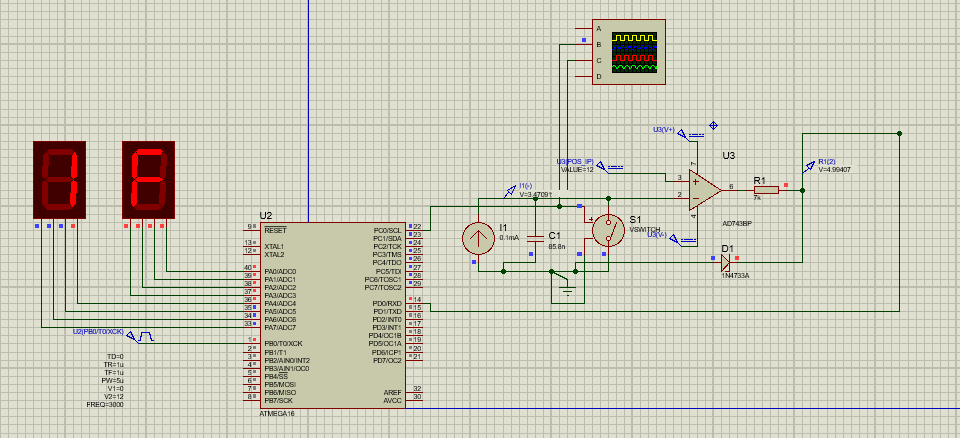 A
B
C
D
U3(V+)
U3
U3(POS_IP)
VALUE=12
R1(2)
V=4.99407
7
3
2
6
4
R1
7k
AD743BP
I1(-)
V=3.4709
U2
S1
VSWITCH
U3(V-)
I1
0.1mA
C1
85.8n
D1
1N4733A
9 RESET
13 XTAL1
12 XTAL2
40 PA0/ADC0
39 PA1/ADC1
38 PA2/ADC2
37 PA3/ADC3
36 PA4/ADC4
35 PA5/ADC5
34 PA6/ADC6
33 PA7/ADC7
1 PB0/T0/XCK
2 PB1/T1
3 PB2/AIN0/INT2
4 PB3/AIN1/OC0
5 PB4/SS
6 PB5/MOSI
7 PB6/MISO
8 PB7/SCK
PC0/SCL 22
PC1/SDA 23
PC2/TCK 24
PC3/TMS 25
PC4/TDO 26
PC5/TDI 27
PC6/TOSC1 28
PC7/TOSC2 29
PD0/RXD 14
PD1/TXD 15
PD2/INT0 16
PD3/INT1 17
PD4/OC1B 18
PD5/OC1A 19
PD6/ICP1 20
PD7/OC2 21
AREF 32
AVCC 30
ATMEGA16
U2(PB0/T0/XCK)
TD=0
TR=1u
TF=1u
PW=5u
V1=0
V2=12
FREQ=3000